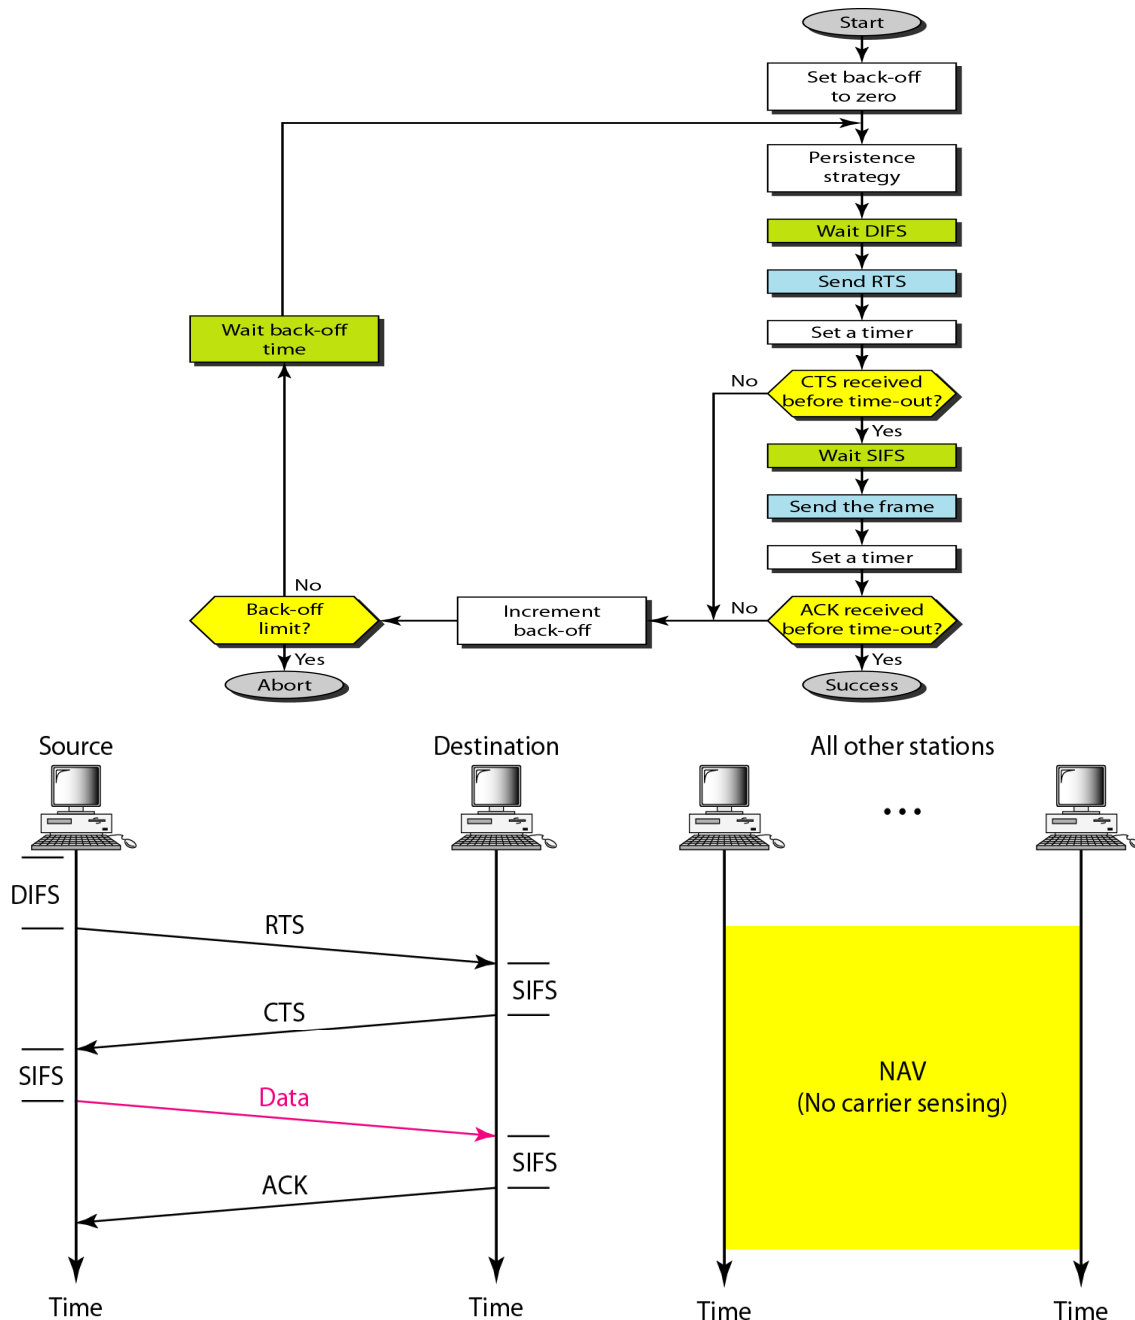 Start
Set back-off
to zero
Persistence
strategy
Wait DIFS
Send RTS
Set a timer
Wait back-off
time
No
CTS received
before time-out?
Yes
Wait SIFS
Send the frame
Set a timer
No
Back-off
limit?
Increment
back-off
No
ACK received
before time-out?
Yes
Yes
Abort
Success
Source
Destination
All other stations
...
DIFS
RTS
SIFS
CTS
SIFS
Data
SIFS
ACK
NAV
(No carrier sensing)
Time
Time
Time
Time